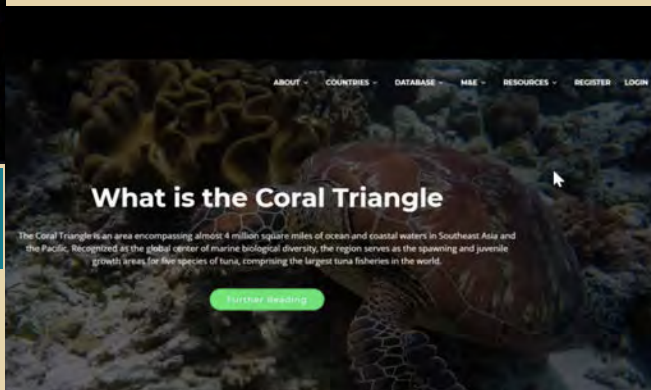 ABOUT COUNTRIES DATABASE M&E RESOURCES REGISTER LOGIN
What is the Coral Triangle
The Coral Triangle is an area encompassing almost 4 million square miles of ocean and coastal waters in Southeast Asia and
the Pacific. Recognized as the global center of marine biological diversity, the region serves as the spawning and juvenile
growth areas for five species of tuna, comprising the largest tuna fisheries in the world.
Further Reading